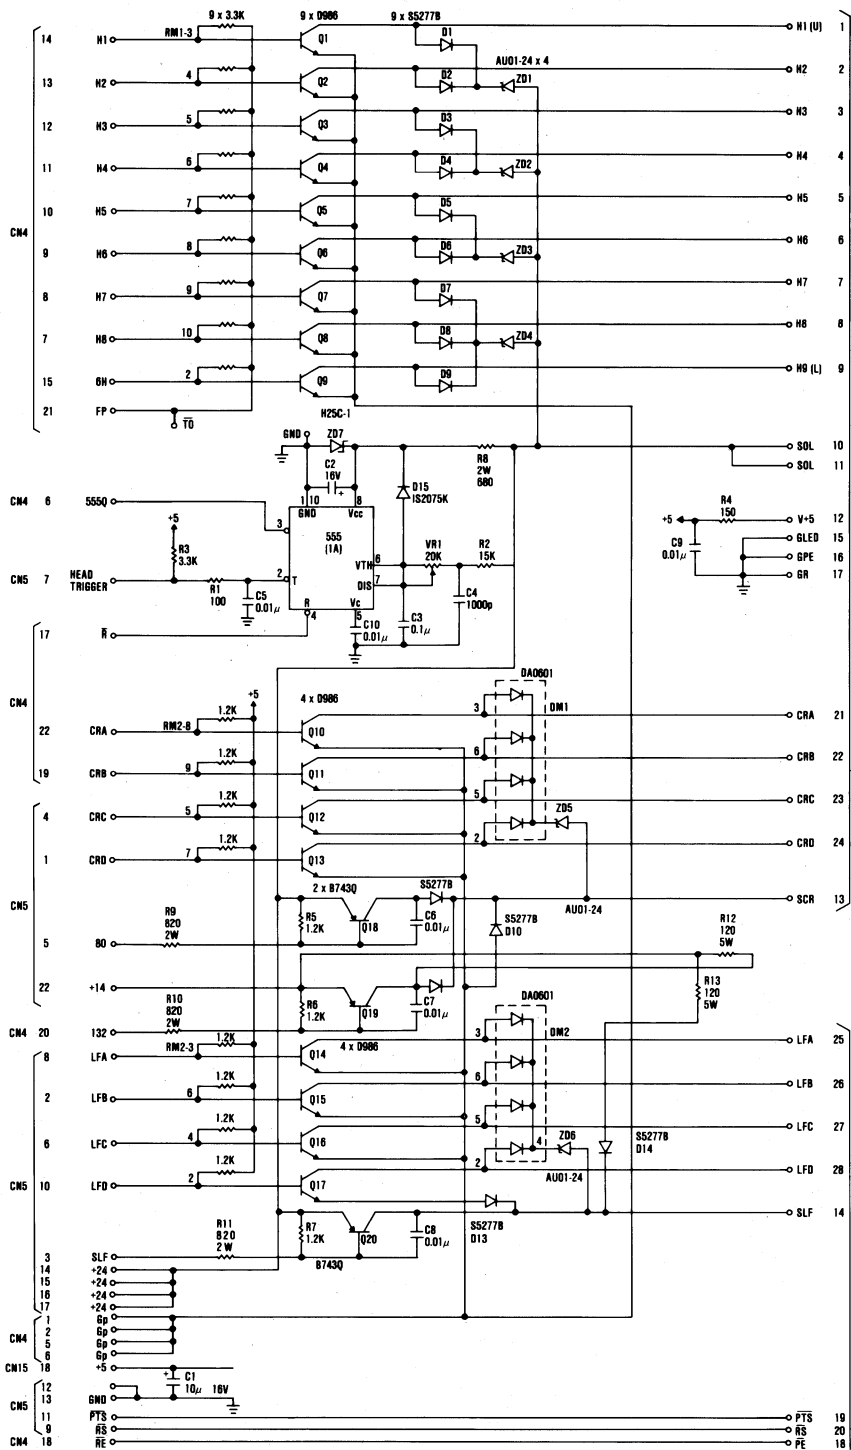 9 x 3.3K 9 x D986 9 x S5277B
14 H1 RM1-3 Q1 D1 H1 (U) 1
AU01-24 x 4
13 H2 4 Q2 D2 ZD1 H2 2
12 H3 5 Q3 D3 H3 3
11 H4 6 Q4 D4 ZD2 H4 4
10 H5 7 Q5 D5 H5 5
CN4
9 H6 8 Q6 D6 ZD3 H6 6
8 H7 9 Q7 D7 H7 7
7 H8 10 Q8 D8 ZD4 H8 8
15 6H 2 Q9 D9 H9 (L) 9
21 FP T0 H25C-1
GND ZD7 SOL 10
C2 16V + R8 2W 680 SOL 11
D15 IS2075K
CN4 6 555Q 1 10 8 GND Vcc R4 150
+5 3 555 (1A) +5 V+5 12
R3 3.3K VR1 20K R2 15K C9 0.01μ GLED 15
VTH 6 GPE 16
CN5 7 HEAD TRIGGER 2 T DIS 7 GR 17
R1 100 C5 0.01μ R 4 Vc 5 C10 0.01μ C3 0.1μ C4 1000p
17 R
DA0601
CN4
+5 4 x D986 3 DM1 CRA 21
1.2K
22 CRA RM2-8 Q10
1.2K 6 CRB 22
19 CRB 9 Q11
1.2K 5 CRC 23
4 CRC 5 Q12 ZD5
1.2K 2 CRD 24
1 CRD 7 Q13
S5277B
2 x B743Q SCR 13
CN5
R9 820 2W R5 1.2K Q18 C6 0.01μ S5277B D10 AU01-24 R12 120 5W
5 80
22 +14 R13 120 5W
R10 820 2W R6 1.2K Q19 C7 0.01μ DA0601
CN4 20 132
1.2K 4 x D986 3 DM2 LFA 25
8 LFA RM2-3 Q14
1.2K 6 LFB 26
2 LFB 6 Q15
1.2K 5 LFC 27
6 LFC 4 Q16 4 ZD6 S5277B D14
1.2K 2 LFD 28
CN5 10 LFD 2 Q17 AU01-24
SLF 14
R11 820 2W R7 1.2K Q20 C8 0.01μ S5277B D13
3 SLF B743Q
14 +24
15 +24
16 +24
17 +24
1 Gp
2 Gp
CN4
5 Gp
6 Gp
CN15 18 +5
+ C1 10μ 16V
12
CN5 13 GND
11 PTS PTS 19
9 RS RS 20
CN4 18 RE PE 18